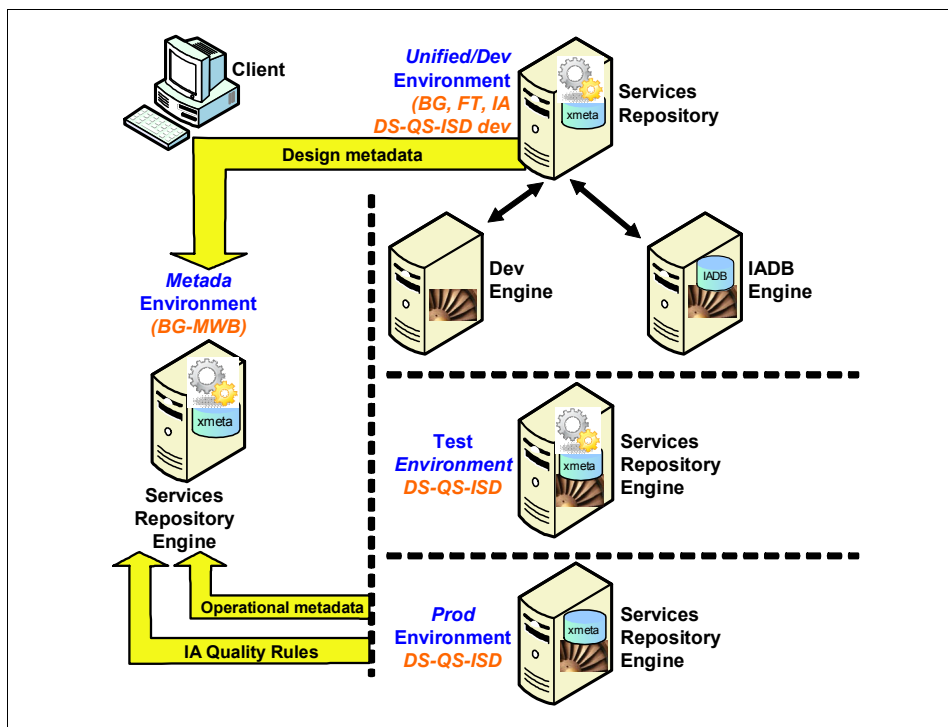 Client
Unified/Dev
Environment
(BG, FT, IA
DS-QS-ISD dev
xmeta
Services
Repository
Design metadata
Dev
Engine
IADB
IADB
Engine
Metada
Environment
(BG-MWB)
xmeta
Services
Repository
Engine
Test
Environment
DS-QS-ISD
xmeta
Services
Repository
Engine
Operational metadata
IA Quality Rules
Prod
Environment
DS-QS-ISD
xmeta
Services
Repository
Engine